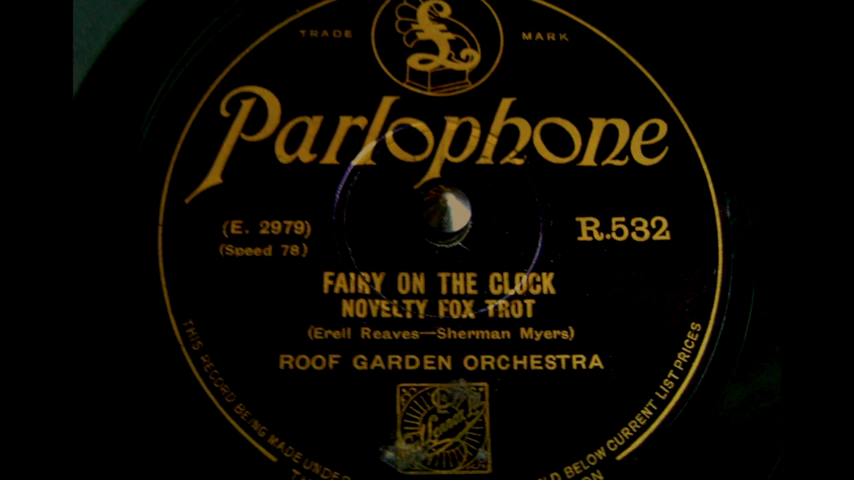 TRADE MARK
£
Parlophone
(E. 2979)
(Speed 78)
R.532
FAIRY ON THE CLOCK
NOVELTY FOX TROT
(Erell Reaves—Sherman Myers)
ROOF GARDEN ORCHESTRA
THIS RECORD BEING MADE UNDER
BELOW CURRENT LIST PRICES